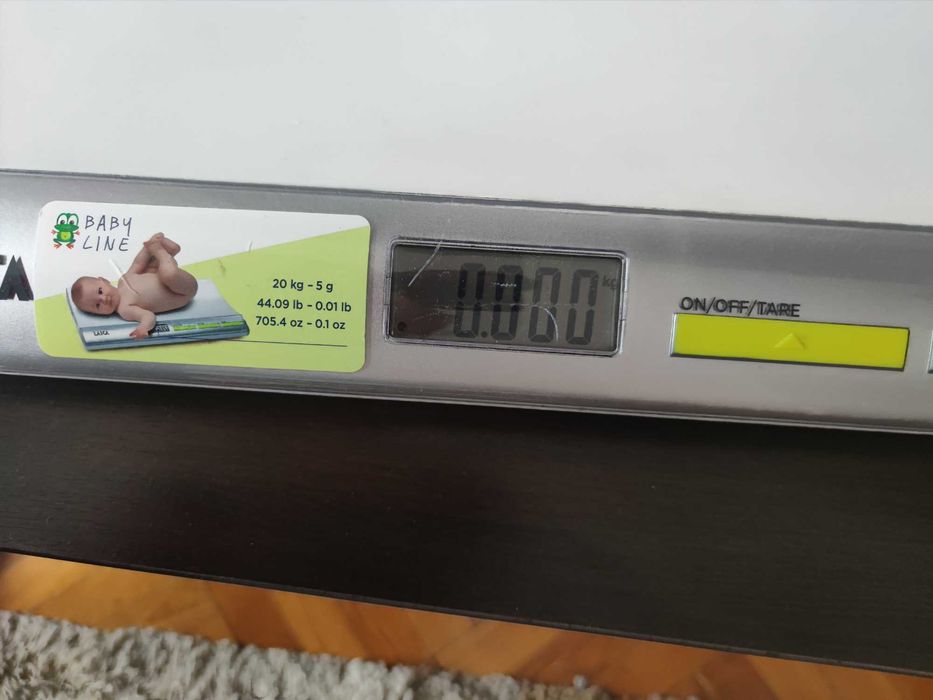 BABY
LINE
LAICA
20 kg – 5 g
44.09 lb – 0.01 lb
705.4 oz – 0.1 oz
0.000 kg
ON/OFF/TARE